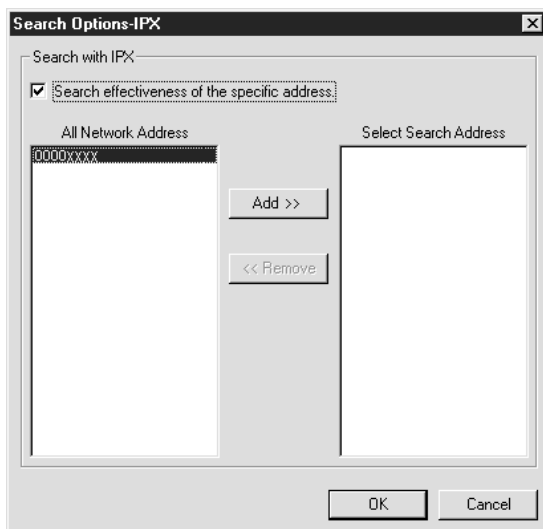 Search Options-IPX
Search with IPX
Search effectiveness of the specific address.
All Network Address
Select Search Address
0000xxxx
Add >>
<< Remove
OK
Cancel